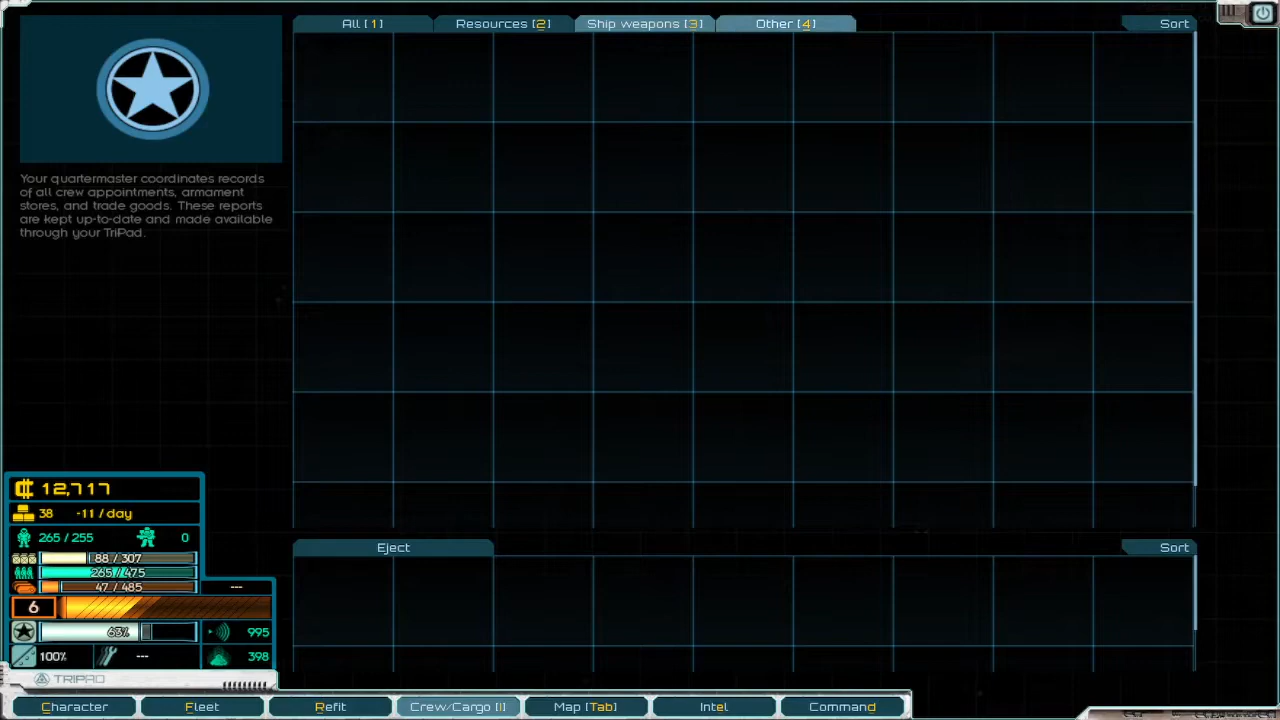 All [1]
Resources [2]
Ship weapons [3]
Other [4]
Sort
Your quartermaster coordinates records
of all crew appointments, armament
stores, and trade goods. These reports
are kept up-to-date and made available
through your TriPad.
12,717
38 -11 / day
265 / 255 0
88 / 307
265 / 475
47 / 485 ---
6
63% 995
100% --- 398
TRIPAD
Eject
Sort
Character
Fleet
Refit
Crew/Cargo [I]
Map [Tab]
Intel
Command